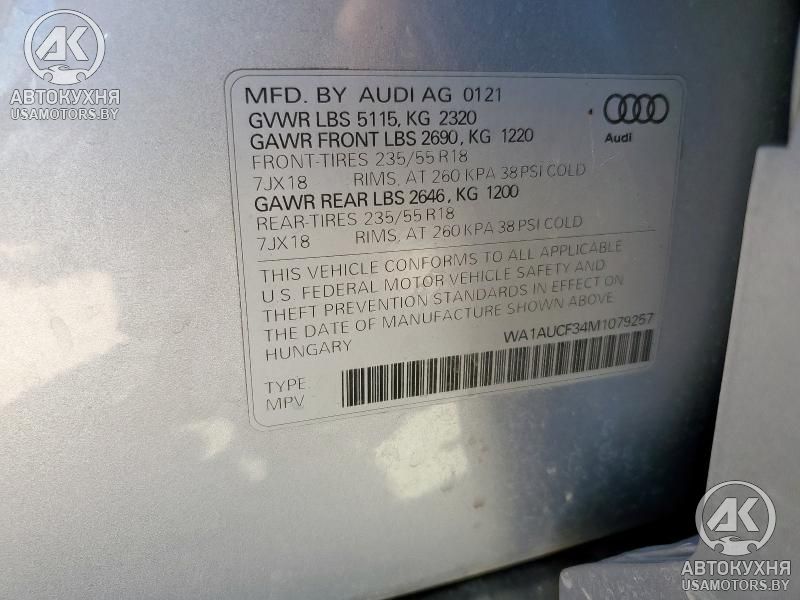 AK
АВТОКУХНЯ
USAMOTORS.BY
MFD. BY AUDI AG 0121
GVWR LBS 5115, KG 2320
GAWR FRONT LBS 2690, KG 1220
FRONT-TIRES 235/55 R18
7JX18 RIMS, AT 260 KPA 38 PSI COLD
GAWR REAR LBS 2646, KG 1200
REAR-TIRES 235/55 R18
7JX18 RIMS, AT 260 KPA 38 PSI COLD
Audi
THIS VEHICLE CONFORMS TO ALL APPLICABLE
U.S. FEDERAL MOTOR VEHICLE SAFETY AND
THEFT PREVENTION STANDARDS IN EFFECT ON
THE DATE OF MANUFACTURE SHOWN ABOVE
HUNGARY
WA1AUCF34M1079257
TYPE:
MPV
AK
АВТОКУХНЯ
USAMOTORS.BY